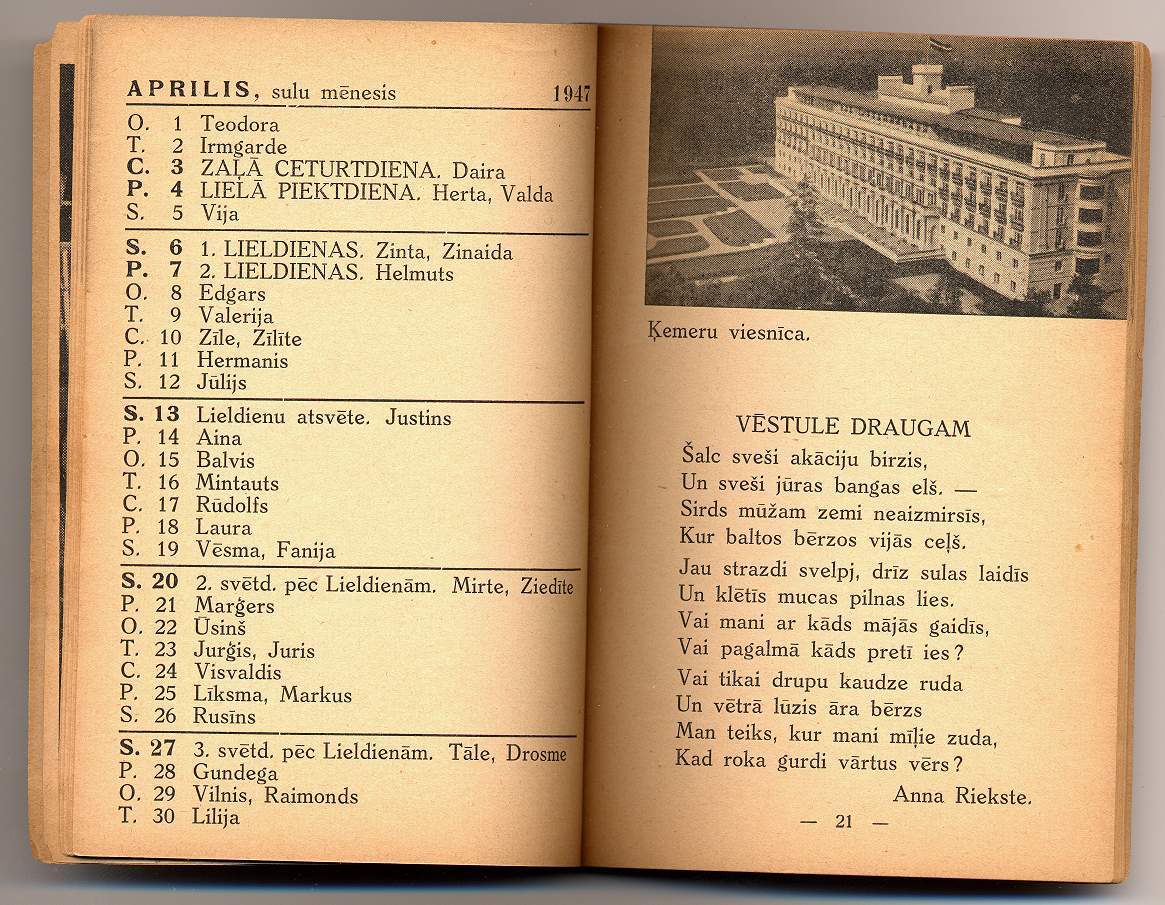 APRILIS, sulu mēnesis 1947
O. 1 Teodora
T. 2 Irmgarde
C. 3 ZAĻĀ CETURTDIENA. Daira
P. 4 LIELĀ PIEKTDIENA. Herta, Valda
S. 5 Vija
S. 6 1. LIELDIENAS. Zinta, Zinaida
P. 7 2. LIELDIENAS. Helmuts
O. 8 Edgars
T. 9 Valerija
C. 10 Zīle, Zīlīte
P. 11 Hermanis
S. 12 Jūlijs
S. 13 Lieldienu atsvēte. Justins
P. 14 Aina
O. 15 Balvis
T. 16 Mintauts
C. 17 Rūdolfs
P. 18 Laura
S. 19 Vēsma, Fanija
S. 20 2. svētd. pēc Lieldienām. Mirte, Ziedīte
P. 21 Marģers
O. 22 Ūsiņš
T. 23 Jurģis, Juris
C. 24 Visvaldis
P. 25 Līksma, Markus
S. 26 Rusīns
S. 27 3. svētd. pēc Lieldienām. Tāle, Drosme
P. 28 Gundega
O. 29 Vilnis, Raimonds
T. 30 Lilija
Ķemeru viesnīca.
VĒSTULE DRAUGAM
Šalc sveši akāciju birzis,
Un sveši jūras bangas elš. —
Sirds mūžam zemi neaizmirsīs,
Kur baltos bērzos vijās ceļš.
Jau strazdi svelpj, drīz sulas laidīs
Un klētīs mucas pilnas lies.
Vai mani ar kāds mājās gaidīs,
Vai pagalmā kāds pretī ies?
Vai tikai drupu kaudze ruda
Un vētrā lūzis āra bērzs
Man teiks, kur mani mīļie zuda,
Kad roka gurdi vārtus vērs?
Anna Riekste.
— 21 —